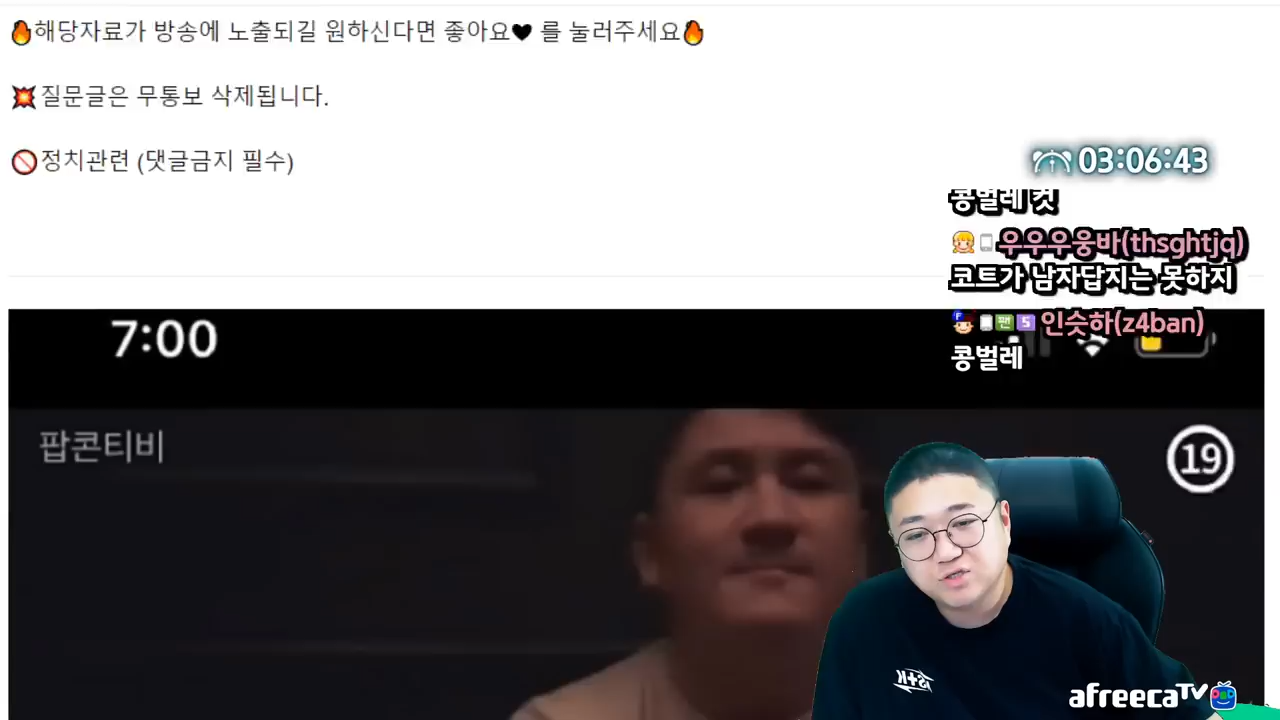 🔥해당자료가 방송에 노출되길 원하신다면 좋아요🖤 를 눌러주세요🔥
💥질문글은 무통보 삭제됩니다.
🚫정치관련 (댓글금지 필수)
03:06:43
콩벌레 컷
우우우웅바(thsghtjq)
코트가 남자답지는 못하지
F 팬 5 인슷하(z4ban)
콩벌레
7:00
팝콘티비
19
afreecaTV